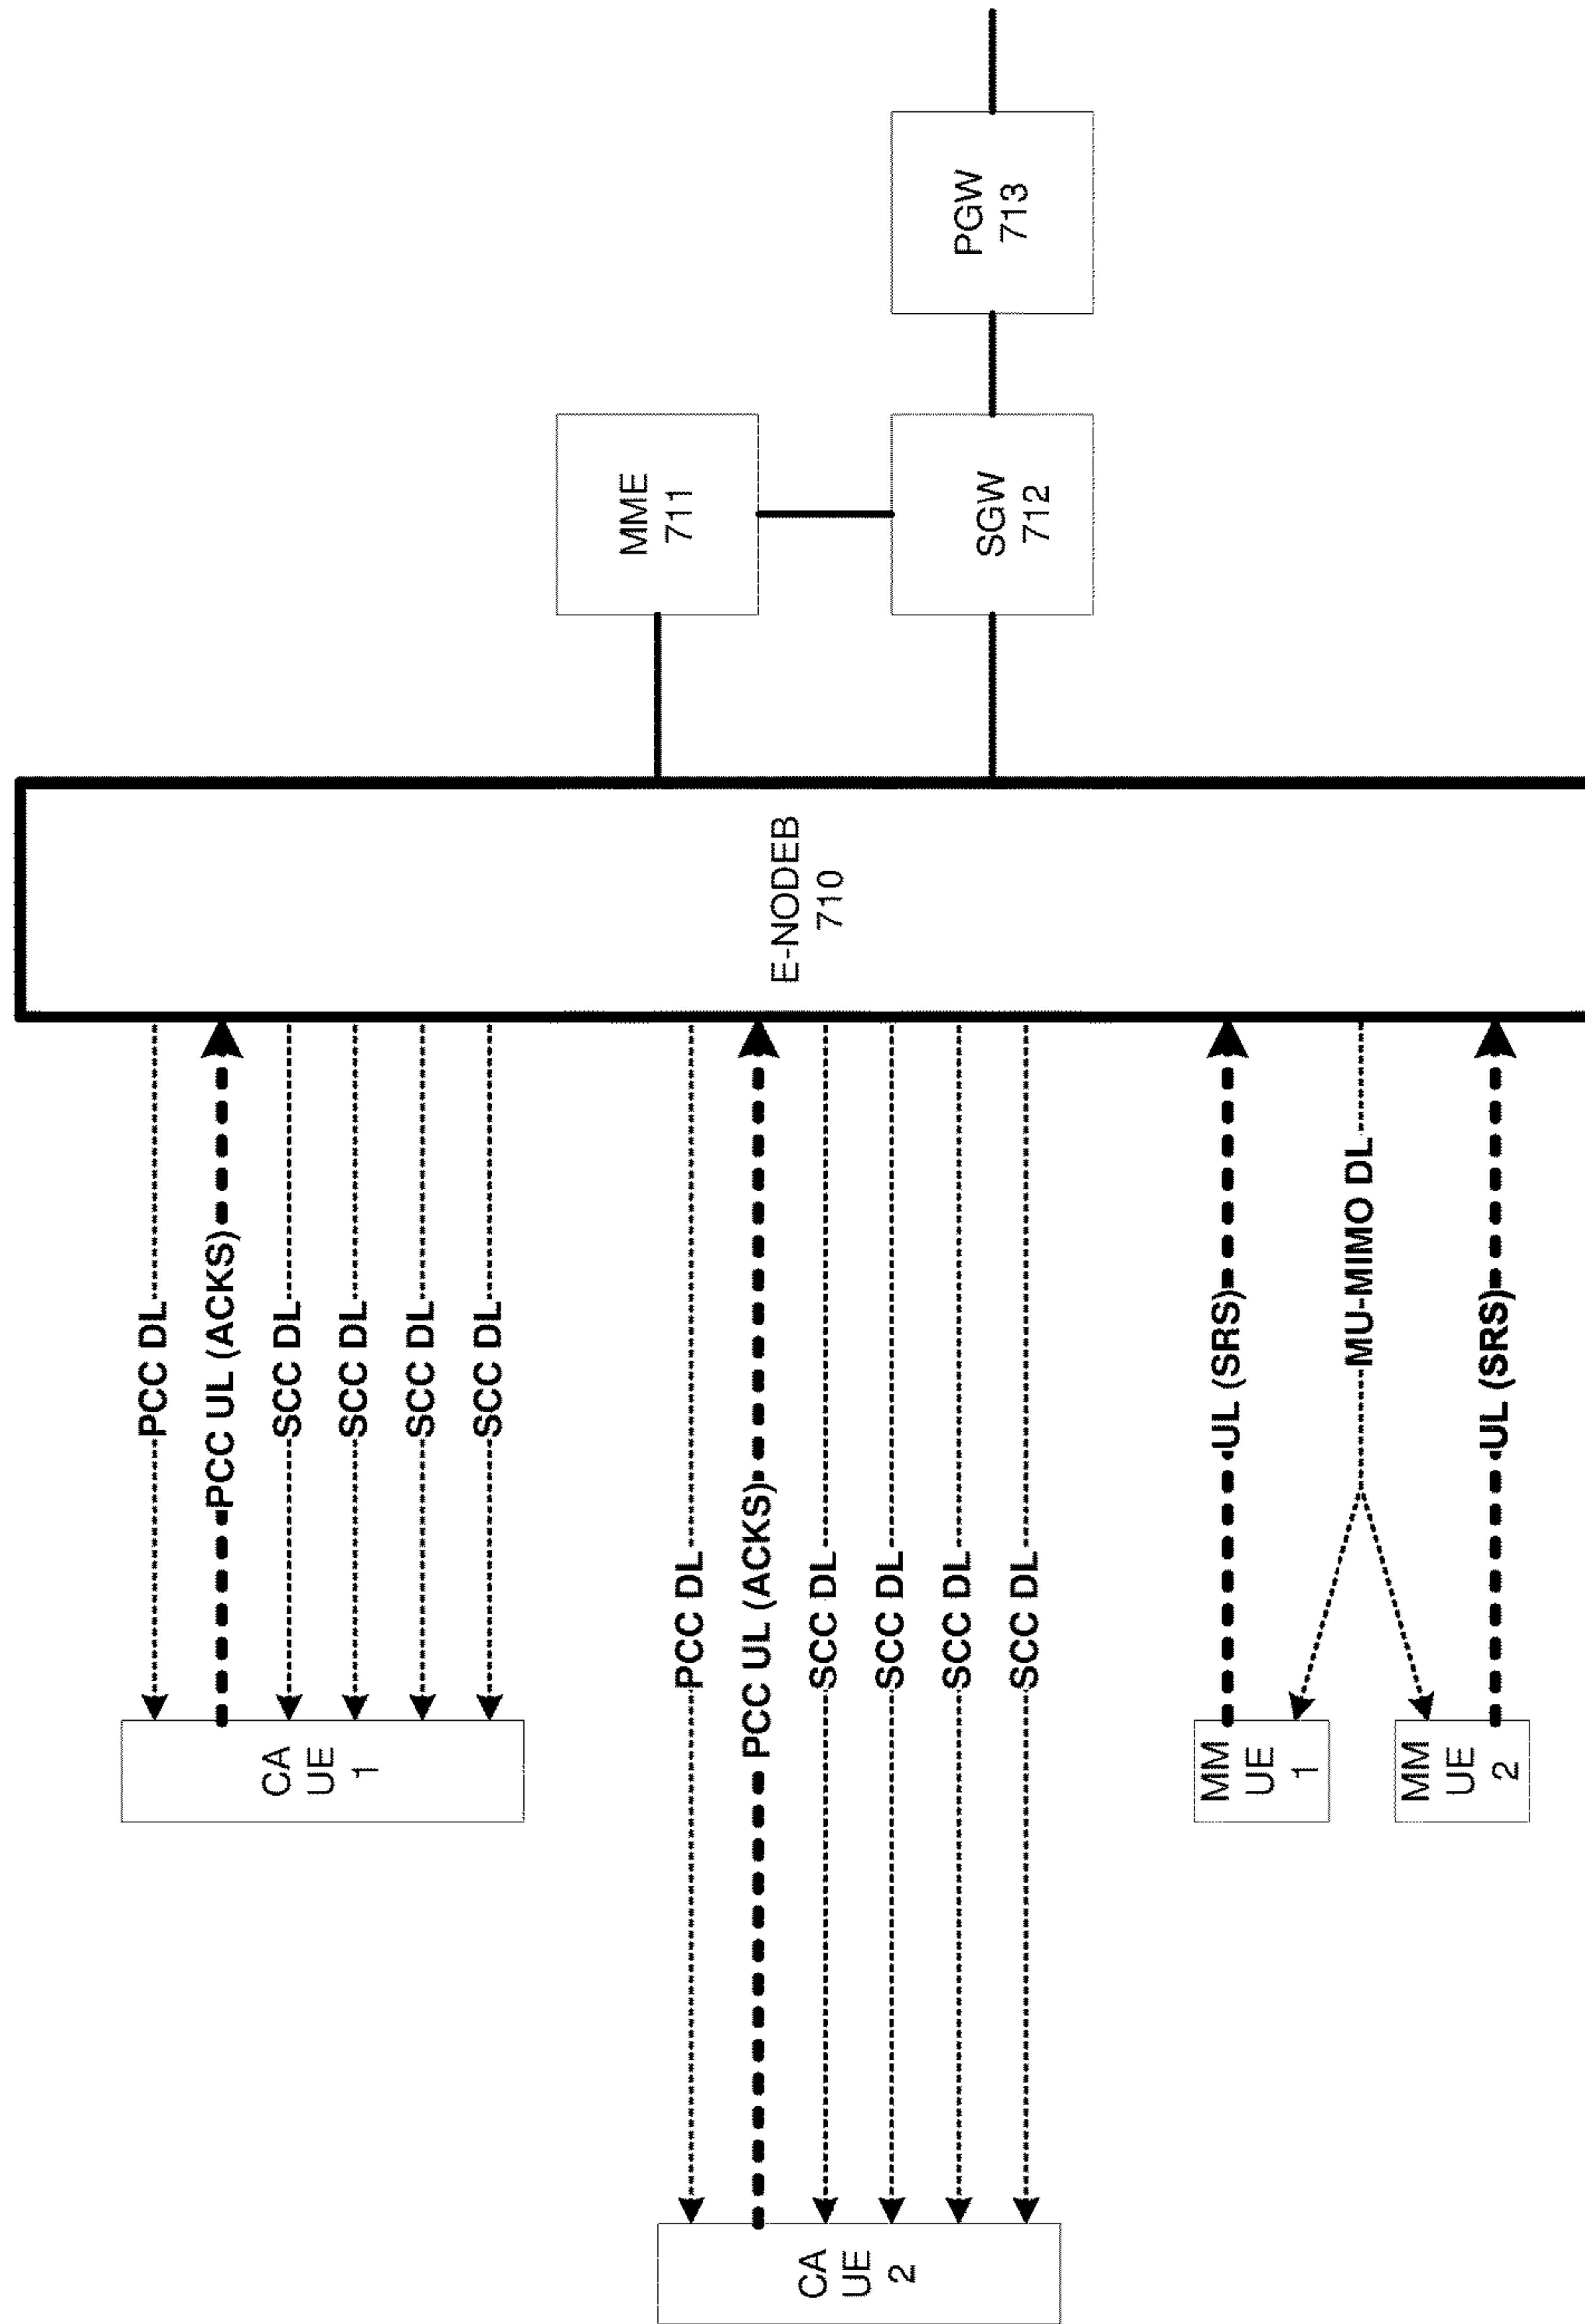 CA
UE
1
PCC DL
PCC UL (ACKS)
SCC DL
SCC DL
SCC DL
SCC DL
CA
UE
2
PCC DL
PCC UL (ACKS)
SCC DL
SCC DL
SCC DL
SCC DL
MM
UE
1
UL (SRS)
MU-MIMO DL
MM
UE
2
UL (SRS)
E-NODEB
710
MME
711
SGW
712
PGW
713